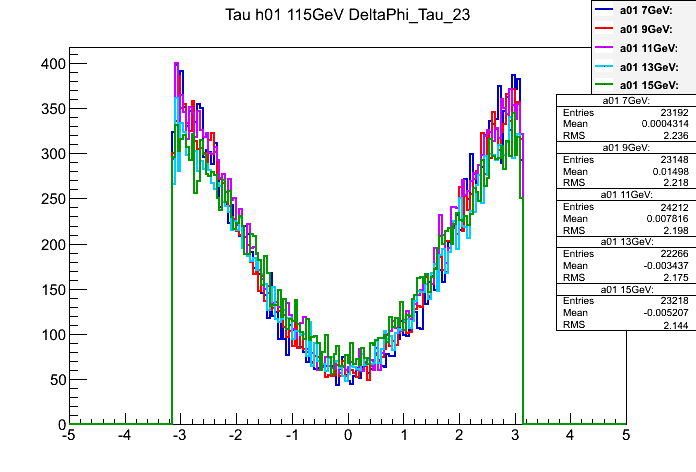 Tau h01 115GeV DeltaPhi_Tau_23
a01 7GeV:
a01 9GeV:
a01 11GeV:
a01 13GeV:
a01 15GeV:
a01 7GeV:
Entries 23192
Mean 0.0004314
RMS 2.236
a01 9GeV:
Entries 23148
Mean 0.01498
RMS 2.218
a01 11GeV:
Entries 24212
Mean 0.007816
RMS 2.198
a01 13GeV:
Entries 22266
Mean -0.003437
RMS 2.175
a01 15GeV:
Entries 23218
Mean -0.005207
RMS 2.144
400
350
300
250
200
150
100
50
0
-5 -4 -3 -2 -1 0 1 2 3 4 5